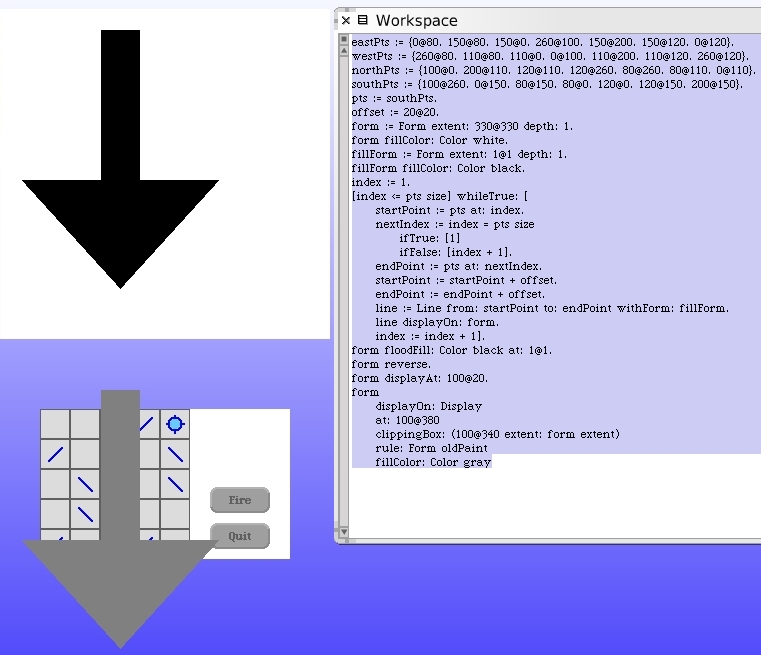 Workspace
eastPts := {0@80. 150@80. 150@0. 260@100. 150@200. 150@120. 0@120}.
westPts := {260@80. 110@80. 110@0. 0@100. 110@200. 110@120. 260@120}.
northPts := {100@0. 200@110. 120@110. 120@260. 80@260. 80@110. 0@110}.
southPts := {100@260. 0@150. 80@150. 80@0. 120@0. 120@150. 200@150}.
pts := southPts.
offset := 20@20.
form := Form extent: 330@330 depth: 1.
form fillColor: Color white.
fillForm := Form extent: 1@1 depth: 1.
fillForm fillColor: Color black.
index := 1.
[index <= pts size] whileTrue: [
startPoint := pts at: index.
nextIndex := index = pts size
ifTrue: [1]
ifFalse: [index + 1].
endPoint := pts at: nextIndex.
startPoint := startPoint + offset.
endPoint := endPoint + offset.
line := Line from: startPoint to: endPoint withForm: fillForm.
line displayOn: form.
index := index + 1].
form floodFill: Color black at: 1@1.
form reverse.
form displayAt: 100@20.
form
displayOn: Display
at: 100@380
clippingBox: (100@340 extent: form extent)
rule: Form oldPaint
fillColor: Color gray
Fire
Quit